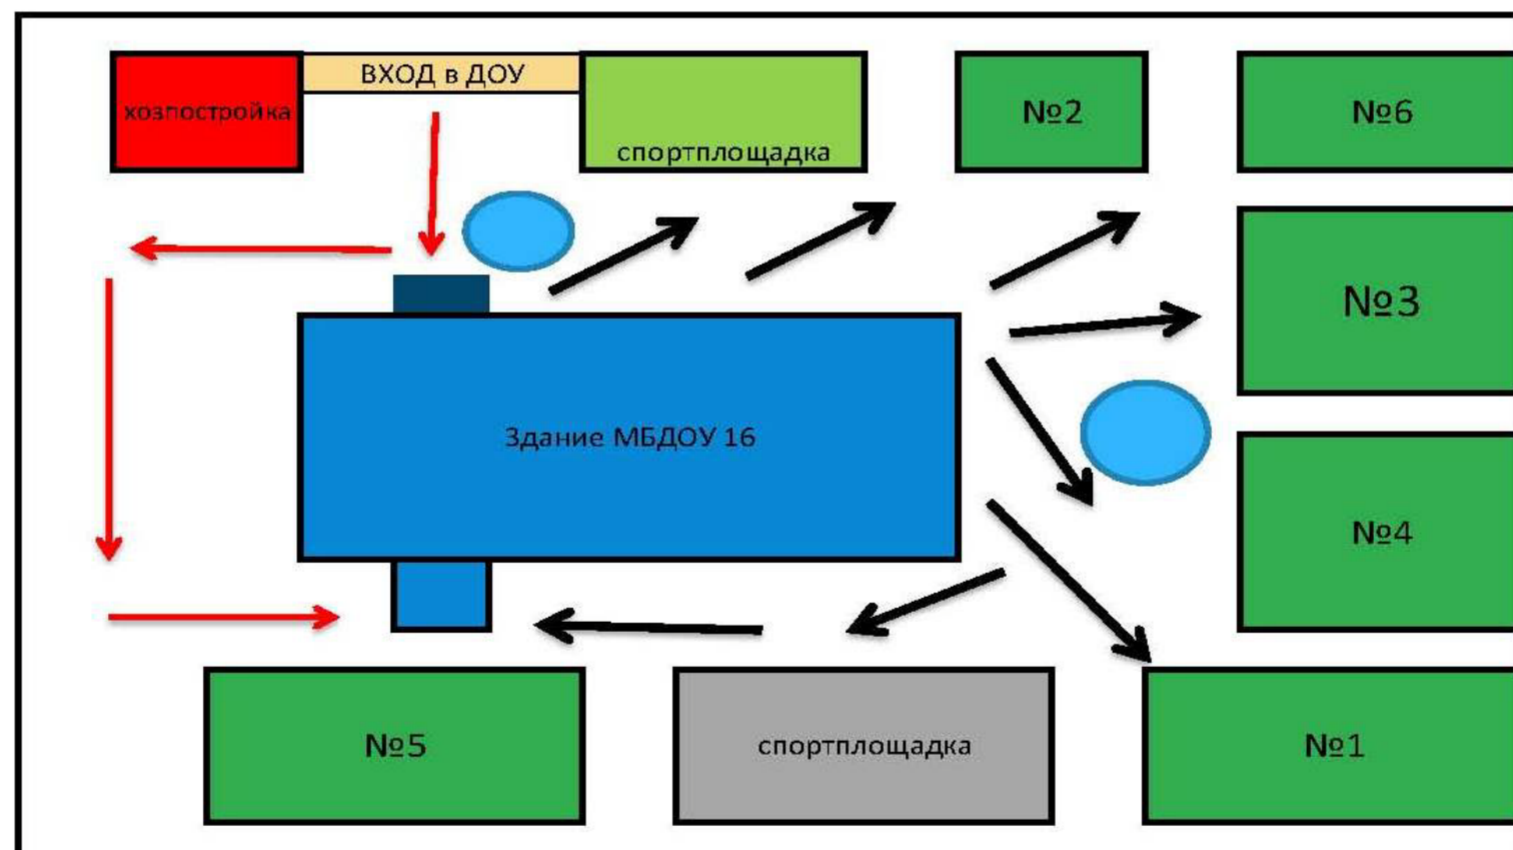 хозпостройка
ВХОД в ДОУ
спортплощадка
№2
№6
№3
Здание МБДОУ 16
№4
№5
спортплощадка
№1